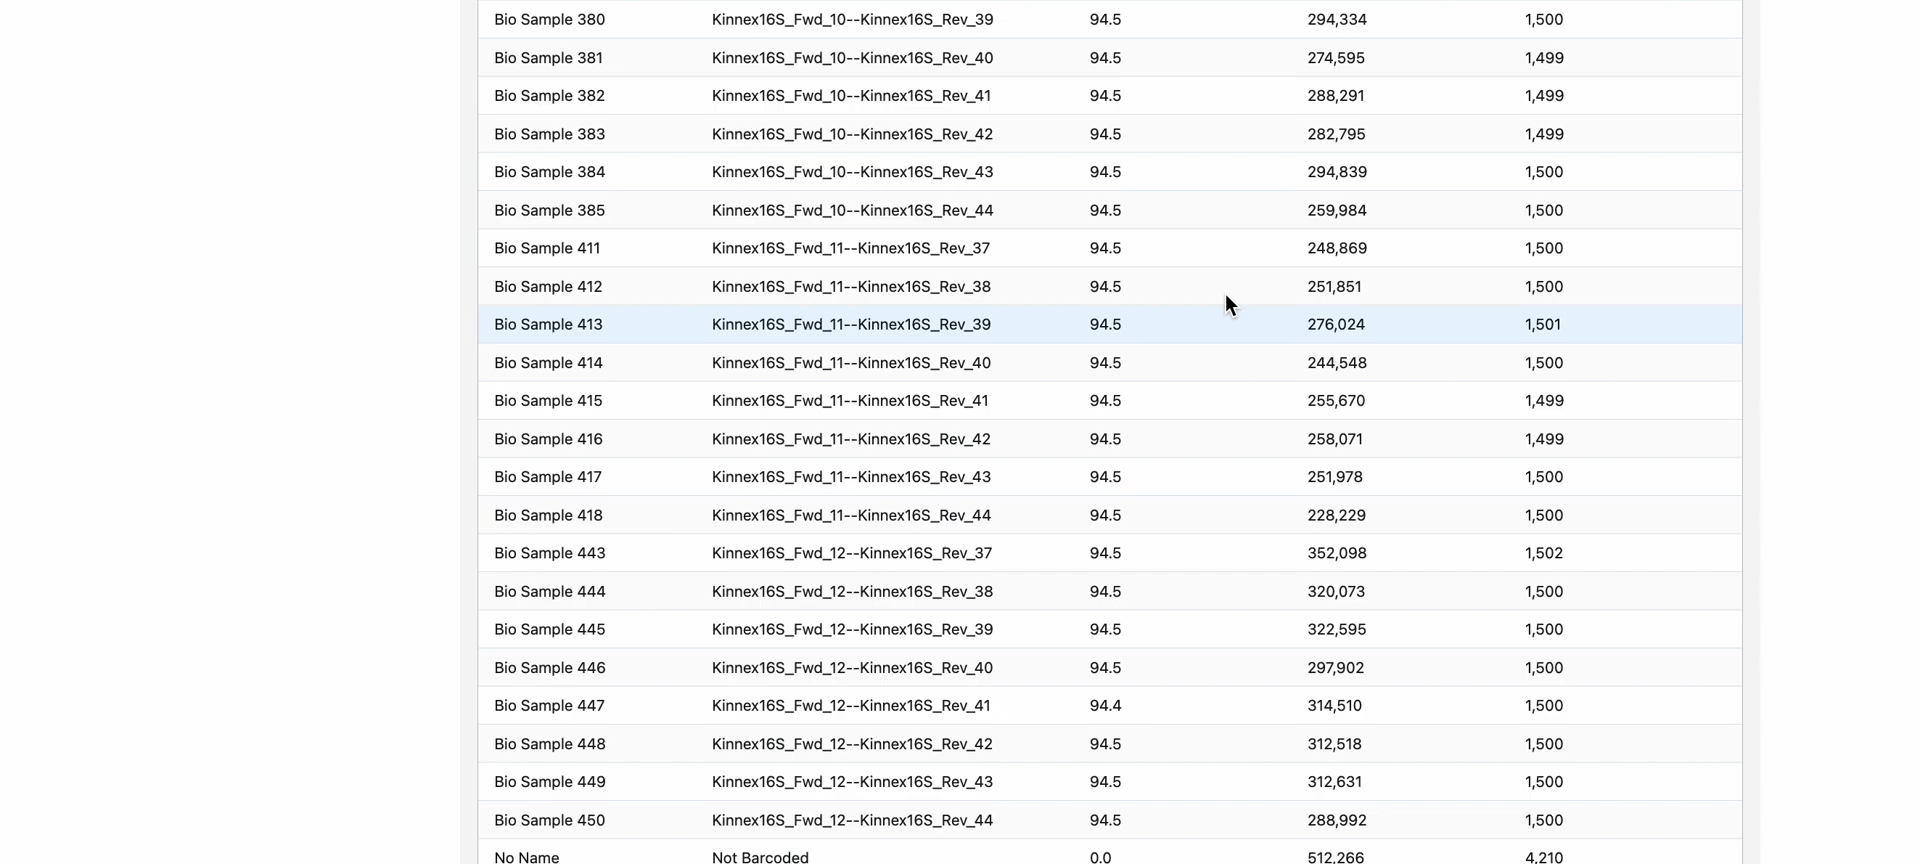 Bio Sample 380 Kinnex16S_Fwd_10--Kinnex16S_Rev_39 94.5 294,334 1,500
Bio Sample 381 Kinnex16S_Fwd_10--Kinnex16S_Rev_40 94.5 274,595 1,499
Bio Sample 382 Kinnex16S_Fwd_10--Kinnex16S_Rev_41 94.5 288,291 1,499
Bio Sample 383 Kinnex16S_Fwd_10--Kinnex16S_Rev_42 94.5 282,795 1,499
Bio Sample 384 Kinnex16S_Fwd_10--Kinnex16S_Rev_43 94.5 294,839 1,500
Bio Sample 385 Kinnex16S_Fwd_10--Kinnex16S_Rev_44 94.5 259,984 1,500
Bio Sample 411 Kinnex16S_Fwd_11--Kinnex16S_Rev_37 94.5 248,869 1,500
Bio Sample 412 Kinnex16S_Fwd_11--Kinnex16S_Rev_38 94.5 251,851 1,500
Bio Sample 413 Kinnex16S_Fwd_11--Kinnex16S_Rev_39 94.5 276,024 1,501
Bio Sample 414 Kinnex16S_Fwd_11--Kinnex16S_Rev_40 94.5 244,548 1,500
Bio Sample 415 Kinnex16S_Fwd_11--Kinnex16S_Rev_41 94.5 255,670 1,499
Bio Sample 416 Kinnex16S_Fwd_11--Kinnex16S_Rev_42 94.5 258,071 1,499
Bio Sample 417 Kinnex16S_Fwd_11--Kinnex16S_Rev_43 94.5 251,978 1,500
Bio Sample 418 Kinnex16S_Fwd_11--Kinnex16S_Rev_44 94.5 228,229 1,500
Bio Sample 443 Kinnex16S_Fwd_12--Kinnex16S_Rev_37 94.5 352,098 1,502
Bio Sample 444 Kinnex16S_Fwd_12--Kinnex16S_Rev_38 94.5 320,073 1,500
Bio Sample 445 Kinnex16S_Fwd_12--Kinnex16S_Rev_39 94.5 322,595 1,500
Bio Sample 446 Kinnex16S_Fwd_12--Kinnex16S_Rev_40 94.5 297,902 1,500
Bio Sample 447 Kinnex16S_Fwd_12--Kinnex16S_Rev_41 94.4 314,510 1,500
Bio Sample 448 Kinnex16S_Fwd_12--Kinnex16S_Rev_42 94.5 312,518 1,500
Bio Sample 449 Kinnex16S_Fwd_12--Kinnex16S_Rev_43 94.5 312,631 1,500
Bio Sample 450 Kinnex16S_Fwd_12--Kinnex16S_Rev_44 94.5 288,992 1,500
No Name Not Barcoded 0.0 512,266 4,210